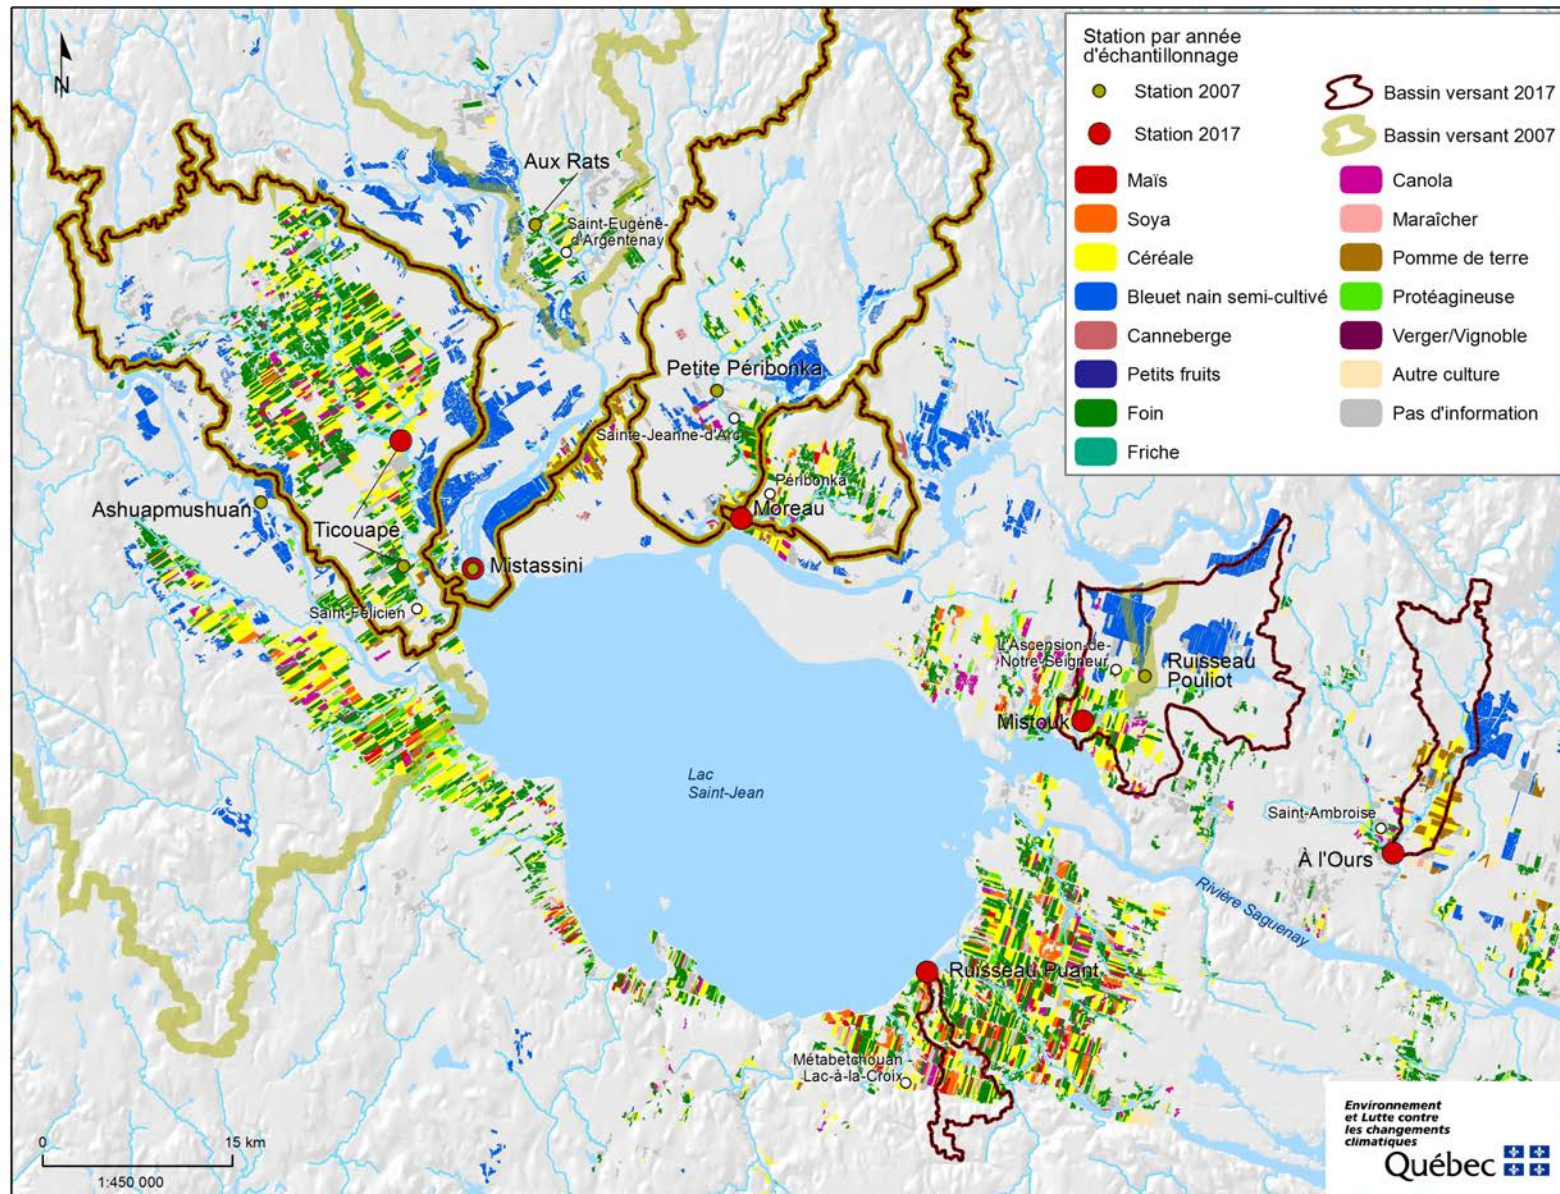 Station par année
d'échantillonnage
Station 2007
Station 2017
Bassin versant 2017
Bassin versant 2007
Maïs
Soya
Céréale
Bleuet nain semi-cultivé
Canneberge
Petits fruits
Foin
Friche
Canola
Maraîcher
Pomme de terre
Protéagineuse
Verger/Vignoble
Autre culture
Pas d'information
N
Aux Rats
Saint-Eugène-
d'Argentenay
Petite Péribonka
Sainte-Jeanne-d'Arc
Péribonka
Moreau
Ashuapmushuan
Ticouapé
Mistassini
Saint-Félicien
L'Ascension-de-
Notre-Seigneur
Ruisseau
Pouliot
Mistouk
Lac
Saint-Jean
Saint-Ambroise
À l'Ours
Rivière Saguenay
Ruisseau Puant
Métabetchouan -
Lac-à-la-Croix
0 15 km
1:450 000
Environnement
et Lutte contre
les changements
climatiques
Québec